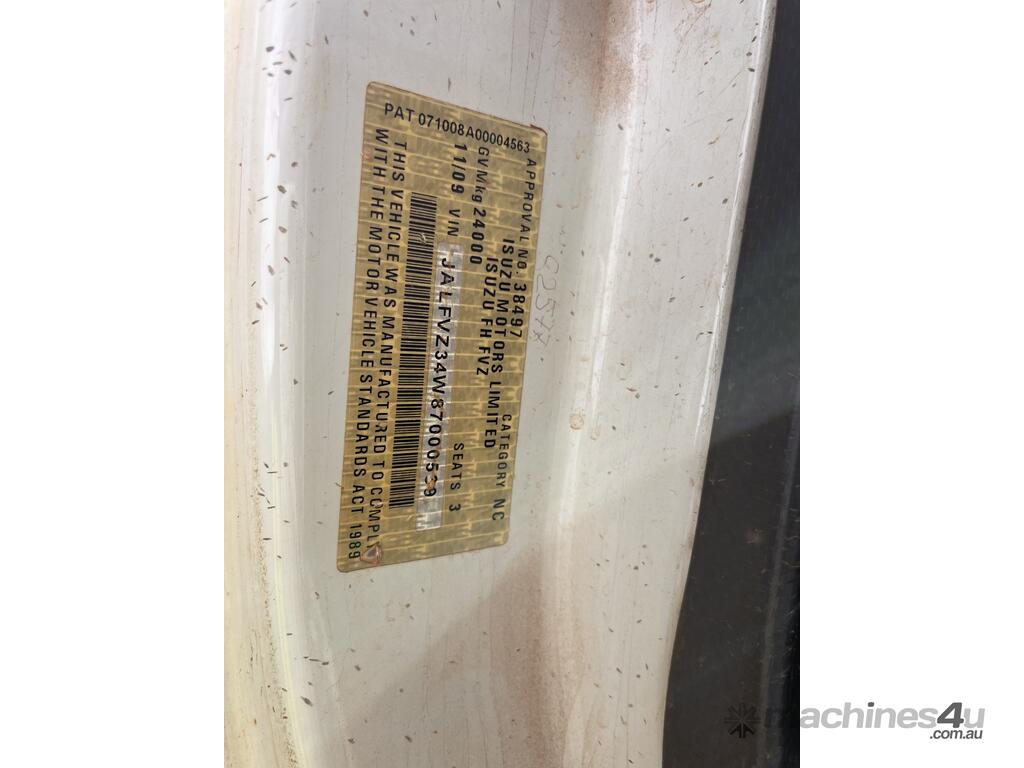 PAT 071008A00004563
APPROVAL NO. 38497 CATEGORY NC
ISUZU MOTORS LIMITED
ISUZU FH FVZ
GVM kg 24000 SEATS 3
11/09 VIN JALFVZ34W87000539
THIS VEHICLE WAS MANUFACTURED TO COMPLY
WITH THE MOTOR VEHICLE STANDARDS ACT 1989
machines4u
.com.au